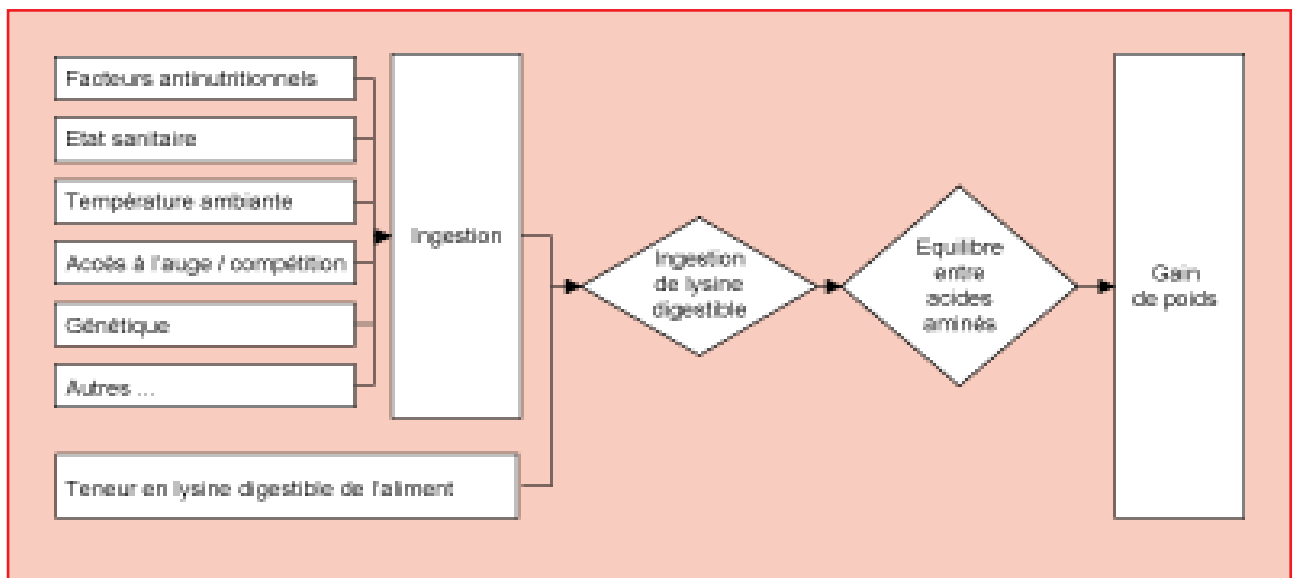 Facteurs antinutritionnels
Etat sanitaire
Température ambiante
Accès à l'auge / compétition
Génétique
Autres ...
Ingestion
Teneur en lysine digestible de l'aliment
Ingestion
de lysine
digestible
Equilibre
entre
acides
aminés
Gain
de poids